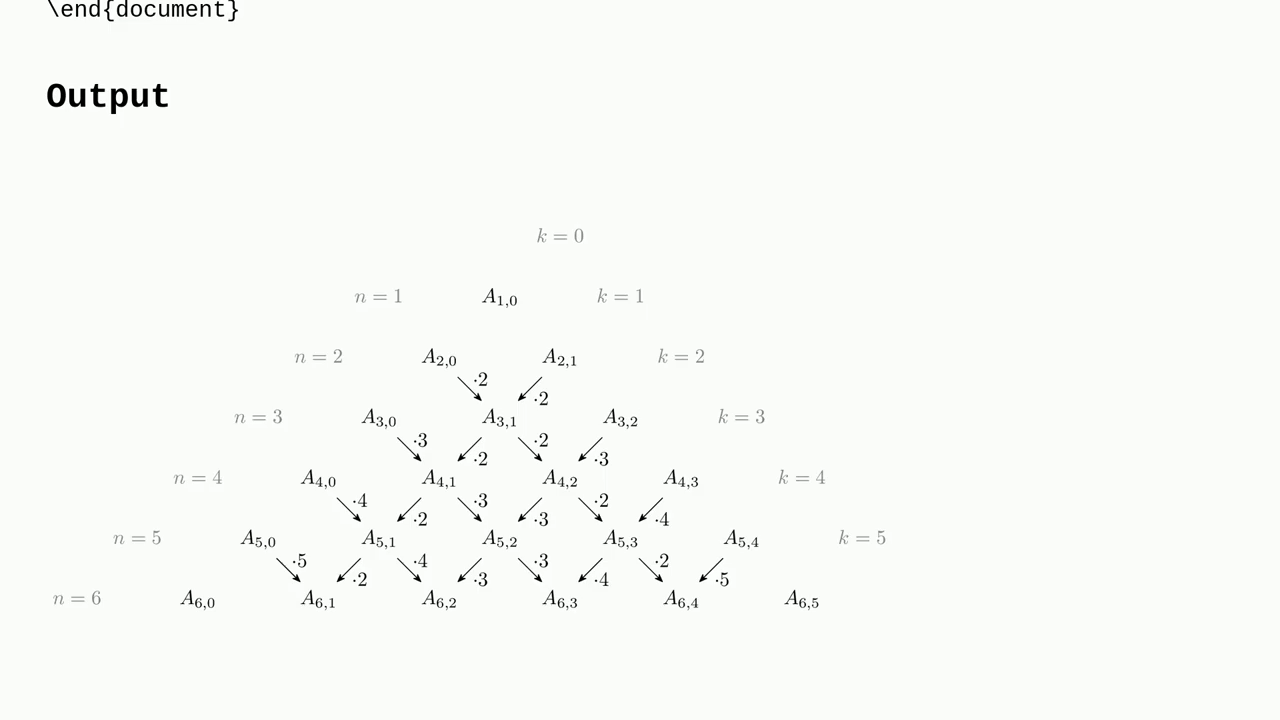 \end{document}
Output
k = 0
n = 1 A₁,₀ k = 1
n = 2 A₂,₀ A₂,₁ k = 2
·2
·2
n = 3 A₃,₀ A₃,₁ A₃,₂ k = 3
·3 ·2
·2 ·3
n = 4 A₄,₀ A₄,₁ A₄,₂ A₄,₃ k = 4
·4 ·3 ·2
·2 ·3 ·4
n = 5 A₅,₀ A₅,₁ A₅,₂ A₅,₃ A₅,₄ k = 5
·5 ·4 ·3 ·2
·2 ·3 ·4 ·5
n = 6 A₆,₀ A₆,₁ A₆,₂ A₆,₃ A₆,₄ A₆,₅